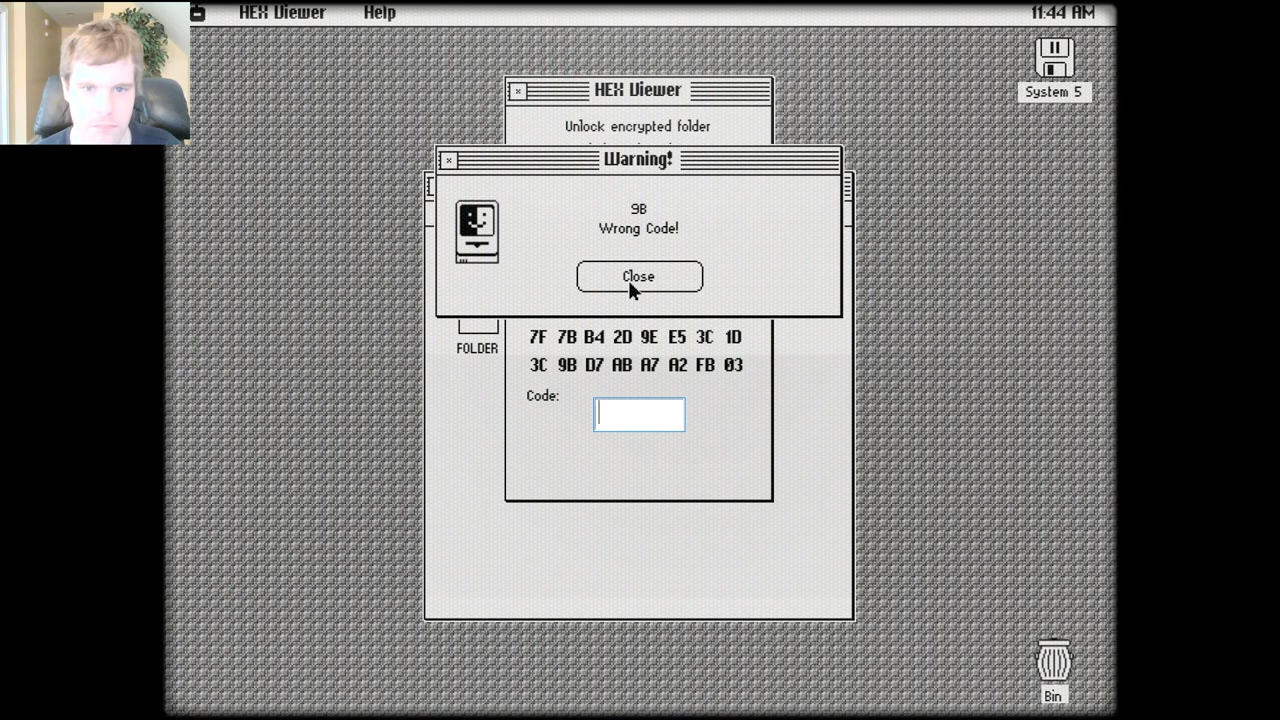 HEX Viewer Help 11:44 AM
System 5
HEX Viewer
Unlock encrypted folder
Warning!
9B
Wrong Code!
Close
FOLDER
7F 7B B4 2D 9E E5 3C 1D
3C 9B D7 AB A7 A2 FB 03
Code:
Bin